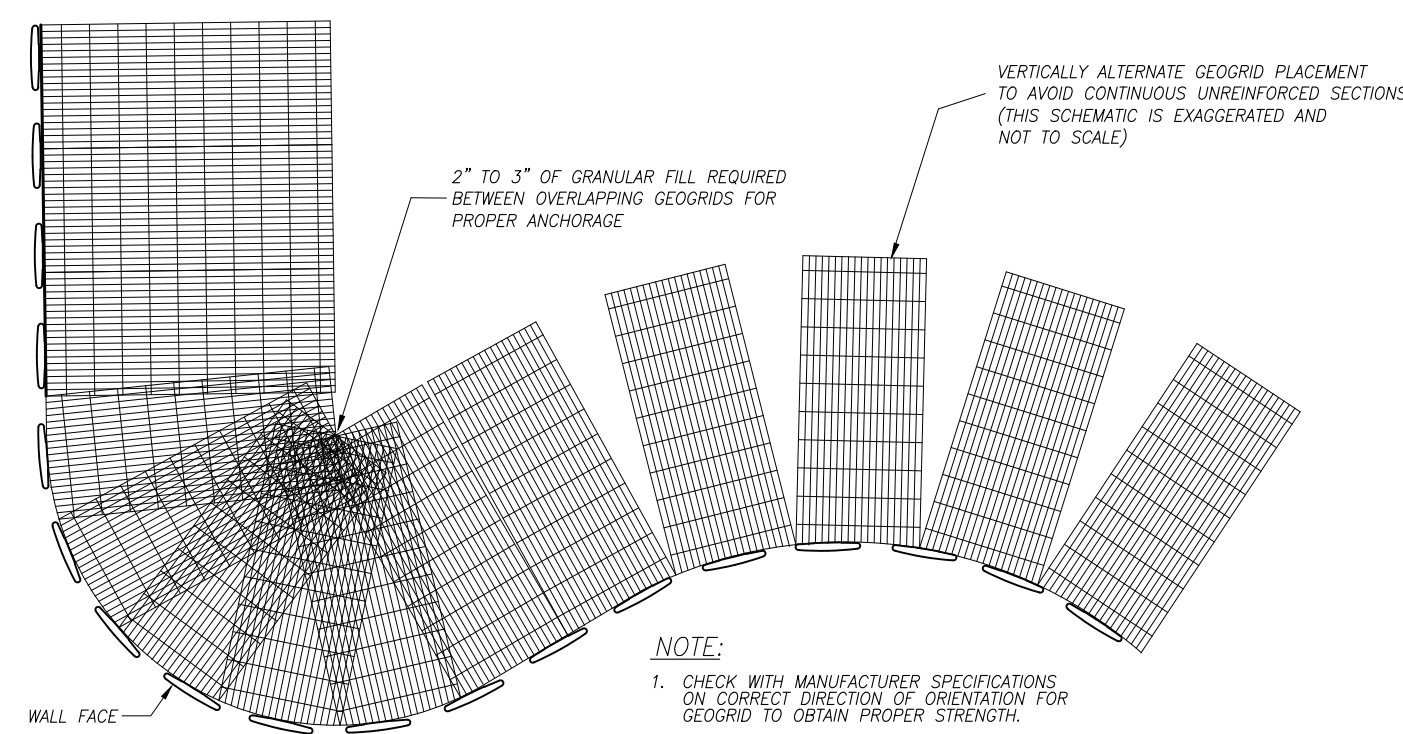 VERTICALLY ALTERNATE GEOGRID PLACEMENT
TO AVOID CONTINUOUS UNREINFORCED SECTIONS
(THIS SCHEMATIC IS EXAGGERATED AND
NOT TO SCALE)
2" TO 3" OF GRANULAR FILL REQUIRED
BETWEEN OVERLAPPING GEOGRIDS FOR
PROPER ANCHORAGE
NOTE:
1. CHECK WITH MANUFACTURER SPECIFICATIONS
ON CORRECT DIRECTION OF ORIENTATION FOR
GEOGRID TO OBTAIN PROPER STRENGTH.
WALL FACE